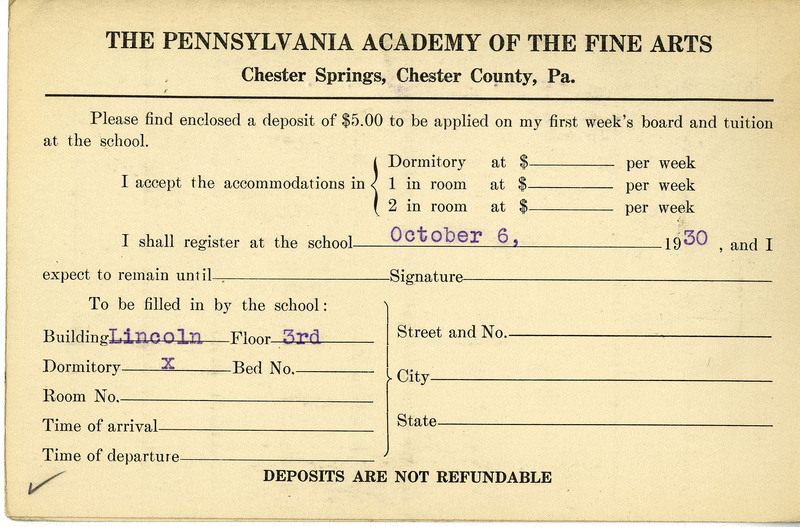 THE PENNSYLVANIA ACADEMY OF THE FINE ARTS
Chester Springs, Chester County, Pa.
Please find enclosed a deposit of $5.00 to be applied on my first week's board and tuition
at the school.
I accept the accommodations in
Dormitory at $ per week
1 in room at $ per week
2 in room at $ per week
I shall register at the school October 6, 1930 , and I
expect to remain until Signature
To be filled in by the school:
Building Lincoln Floor 3rd
Dormitory x Bed No.
Room No.
Time of arrival
Time of departure
Street and No.
City
State
DEPOSITS ARE NOT REFUNDABLE